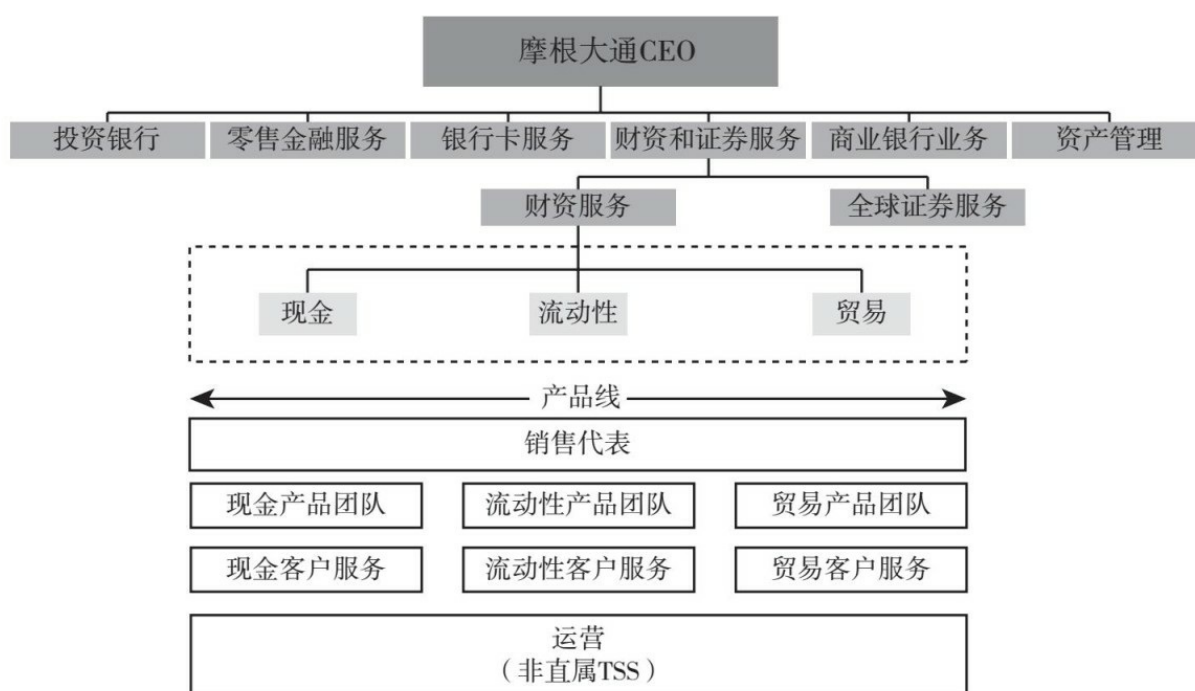 摩根大通CEO
投资银行
零售金融服务
银行卡服务
财资和证券服务
商业银行业务
资产管理
财资服务
全球证券服务
现金
流动性
贸易
产品线
销售代表
现金产品团队
流动性产品团队
贸易产品团队
现金客户服务
流动性客户服务
贸易客户服务
运营
（非直属TSS）